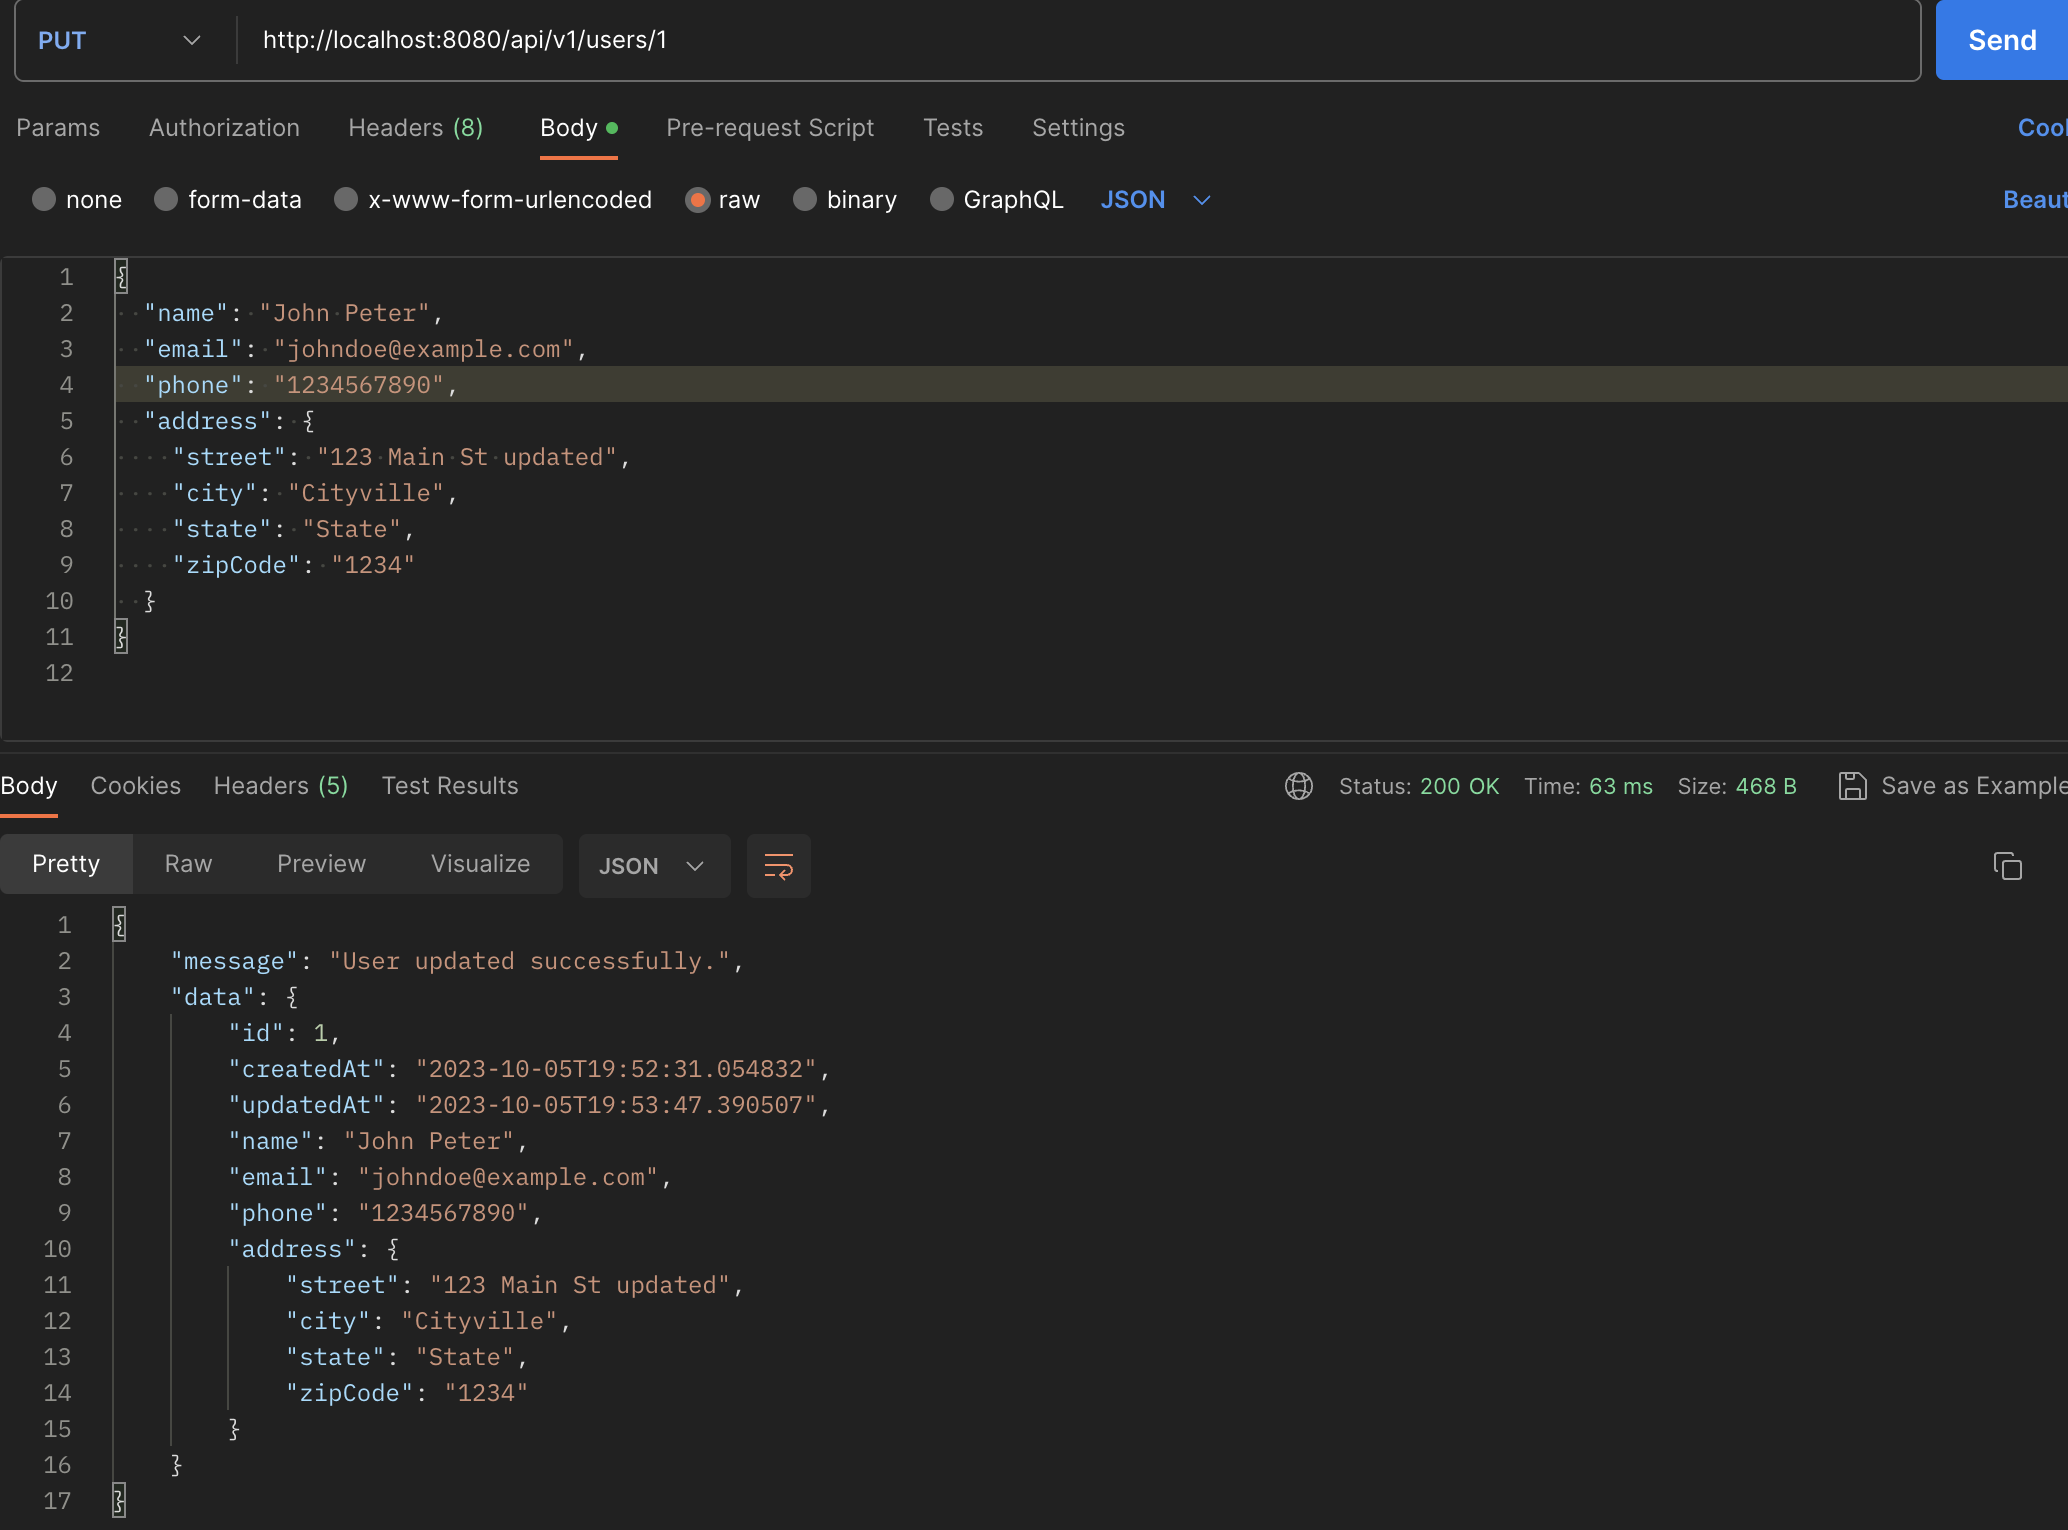 PUT http://localhost:8080/api/v1/users/1 Send
Params Authorization Headers (8) Body Pre-request Script Tests Settings
none form-data x-www-form-urlencoded raw binary GraphQL JSON
1 {
2 "name": "John Peter",
3 "email": "johndoe@example.com",
4 "phone": "1234567890",
5 "address": {
6 "street": "123 Main St updated",
7 "city": "Cityville",
8 "state": "State",
9 "zipCode": "1234"
10 }
11 }
12
Body Cookies Headers (5) Test Results Status: 200 OK Time: 63 ms Size: 468 B Save as Example
Pretty Raw Preview Visualize JSON
1 {
2 "message": "User updated successfully.",
3 "data": {
4 "id": 1,
5 "createdAt": "2023-10-05T19:52:31.054832",
6 "updatedAt": "2023-10-05T19:53:47.390507",
7 "name": "John Peter",
8 "email": "johndoe@example.com",
9 "phone": "1234567890",
10 "address": {
11 "street": "123 Main St updated",
12 "city": "Cityville",
13 "state": "State",
14 "zipCode": "1234"
15 }
16 }
17 }